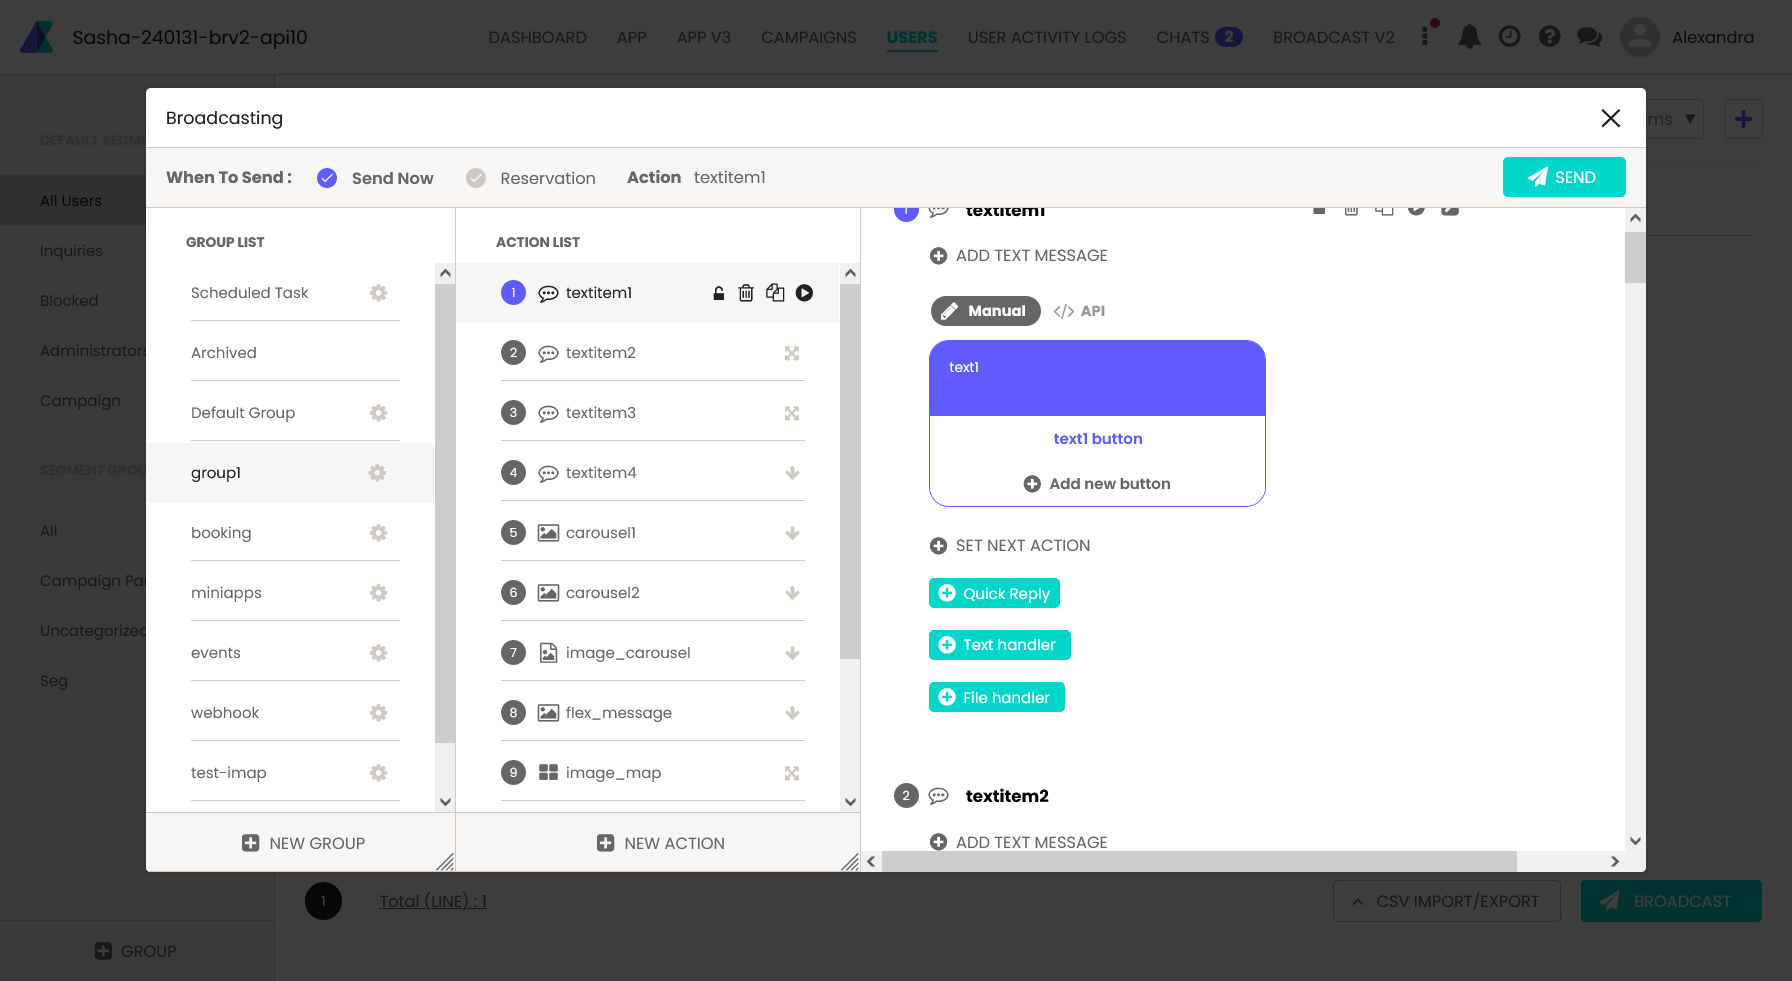 Sasha-240131-brv2-api10
DASHBOARD APP APP V3 CAMPAIGNS USERS USER ACTIVITY LOGS CHATS 2 BROADCAST V2 Alexandra
Broadcasting
When To Send : Send Now Reservation Action textitem1
SEND
DEFAULT SEGME
All Users
Inquiries
Blocked
Administrators
Campaign
SEGMENT GROU
All
Campaign Pa
Uncategorized
Seg
GROUP
GROUP LIST
Scheduled Task
Archived
Default Group
group1
booking
miniapps
events
webhook
test-imap
NEW GROUP
ACTION LIST
1 textitem1
2 textitem2
3 textitem3
4 textitem4
5 carousel1
6 carousel2
7 image_carousel
8 flex_message
9 image_map
NEW ACTION
1 textitem1
ADD TEXT MESSAGE
Manual </> API
text1
text1 button
Add new button
SET NEXT ACTION
Quick Reply
Text handler
File handler
2 textitem2
ADD TEXT MESSAGE
1 Total (LINE) : 1
CSV IMPORT/EXPORT
BROADCAST